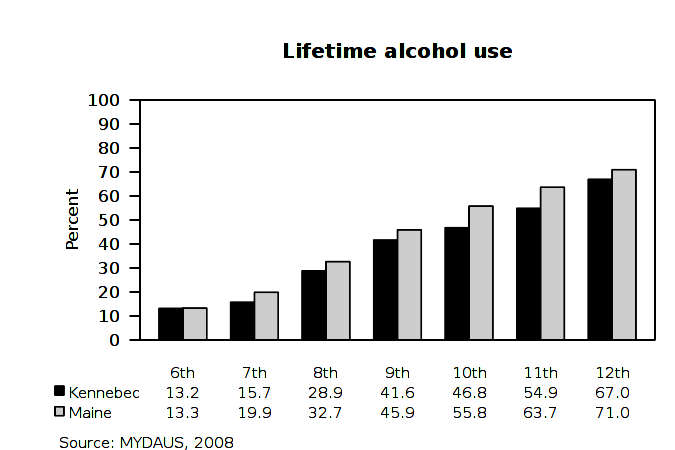 Lifetime alcohol use
100
90
80
70
60
50
40
30
20
10
0
Percent
6th 7th 8th 9th 10th 11th 12th
Kennebec 13.2 15.7 28.9 41.6 46.8 54.9 67.0
Maine 13.3 19.9 32.7 45.9 55.8 63.7 71.0
Source: MYDAUS, 2008